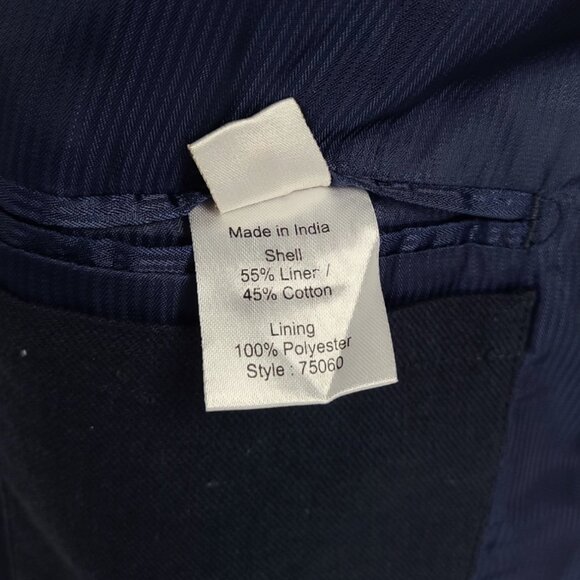 Made in India
Shell
55% Linen /
45% Cotton
Lining
100% Polyester
Style : 75060